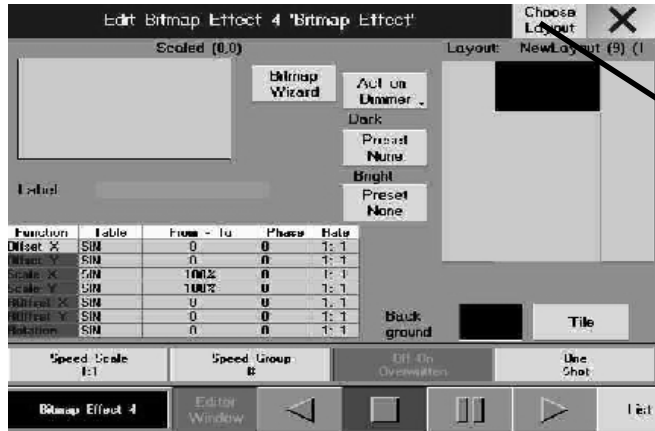 Edit Bitmap Effect 4 'Bitmap Effect'
Choose
Layout
Scaled (0,0)
Layout: NewLayout (9) (1
Bitmap
Wizard
Act on
Dimmer
Dark
Preset
None
Bright
Preset
None
Label
Function Table From - To Phase Rate
Offset X SIN 0 0 1: 1
Offset Y SIN 0 0 1: 1
Scale X SIN 100% 0 1: 1
Scale Y SIN 100% 0 1: 1
X SIN 0 0 1: 1
Y SIN 0 0 1: 1
Rotation SIN 0 0 1: 1
Back
ground
Tile
Speed Scale
1:1
Speed Group
Off-On
Overwritten
One
Shot
Bitmap Effect 4
Editor
Window
List